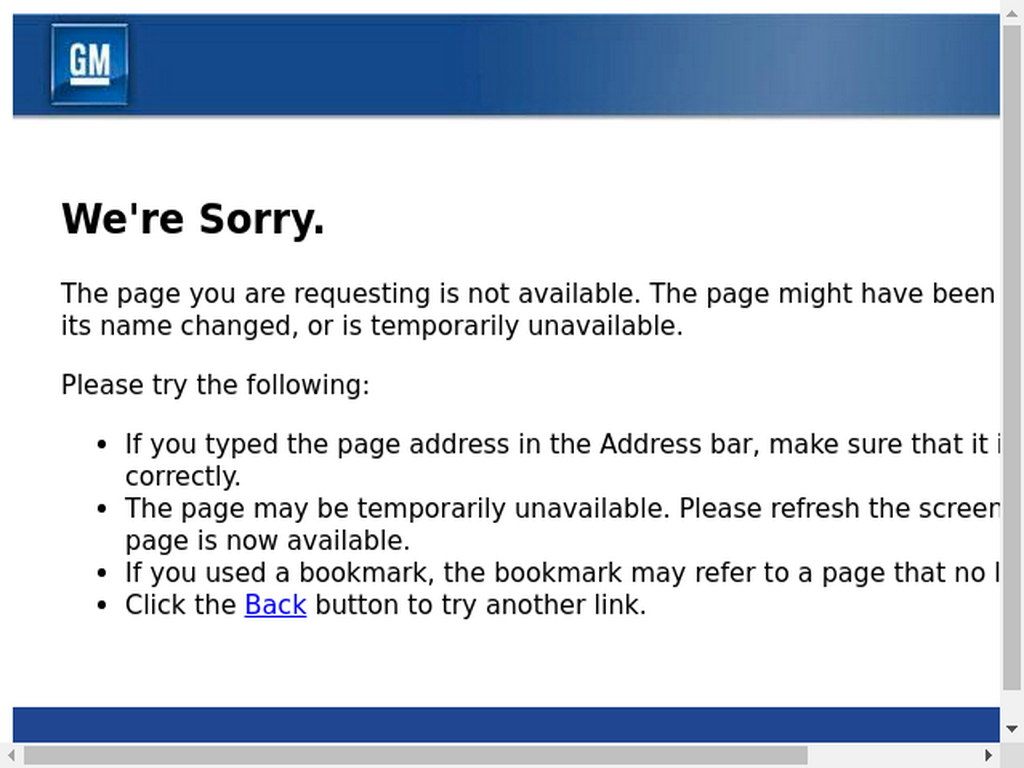 GM
We're Sorry.
The page you are requesting is not available. The page might have been
its name changed, or is temporarily unavailable.
Please try the following:
• If you typed the page address in the Address bar, make sure that it
correctly.
• The page may be temporarily unavailable. Please refresh the screen
page is now available.
• If you used a bookmark, the bookmark may refer to a page that no
• Click the Back button to try another link.